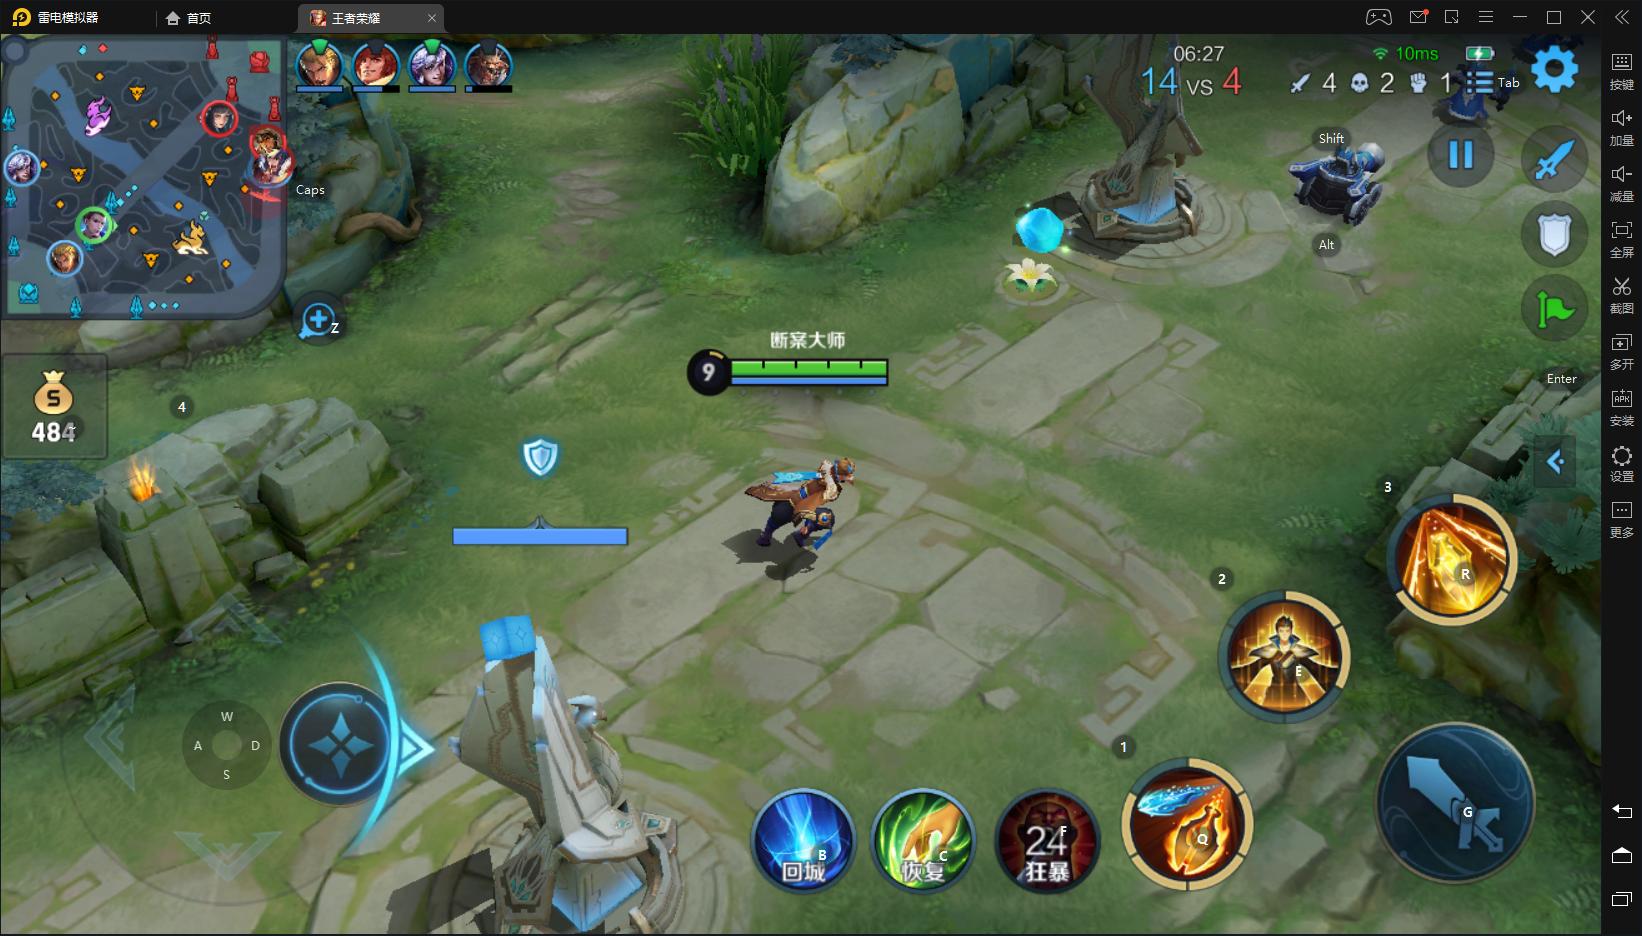 雷电模拟器
首页
王者荣耀
06:27
10ms
14 VS 4
4
2
1
Tab
按键
加量
减量
全屏
截图
多开
安装
设置
更多
Shift
Alt
Caps
Z
Enter
断案大师
9
S
484
4
3
R
2
E
1
Q
W
A
D
S
B
回城
C
恢复
24
F
狂暴
G
APK